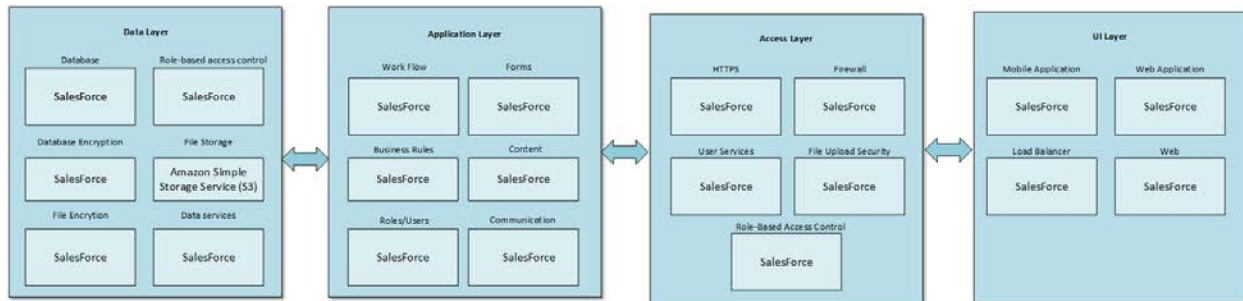 Data Layer
Database
Role-based access control
SalesForce
SalesForce
Database Encryption
File Storage
SalesForce
Amazon Simple
Storage Service (S3)
File Encrytion
Data services
SalesForce
SalesForce
Application Layer
Work Flow
Forms
SalesForce
SalesForce
Business Rules
Content
SalesForce
SalesForce
Roles/Users
Communication
SalesForce
SalesForce
Access Layer
HTTPS
Firewall
SalesForce
SalesForce
User Services
File Upload Security
SalesForce
SalesForce
Role-Based Access Control
SalesForce
UI Layer
Mobile Application
Web Application
SalesForce
SalesForce
Load Balancer
Web
SalesForce
SalesForce